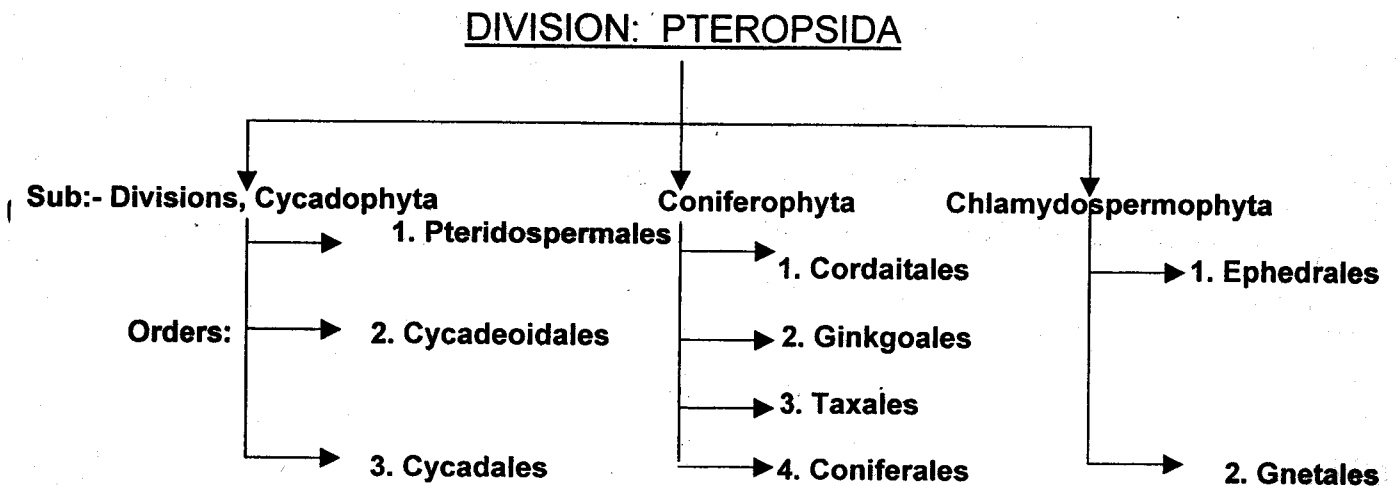 DIVISION: PTEROPSIDA
Sub:- Divisions, Cycadophyta
Coniferophyta
Chlamydospermophyta
Orders:
1. Pteridospermales
2. Cycadeoidales
3. Cycadales
1. Cordaitales
2. Ginkgoales
3. Taxales
4. Coniferales
1. Ephedrales
2. Gnetales